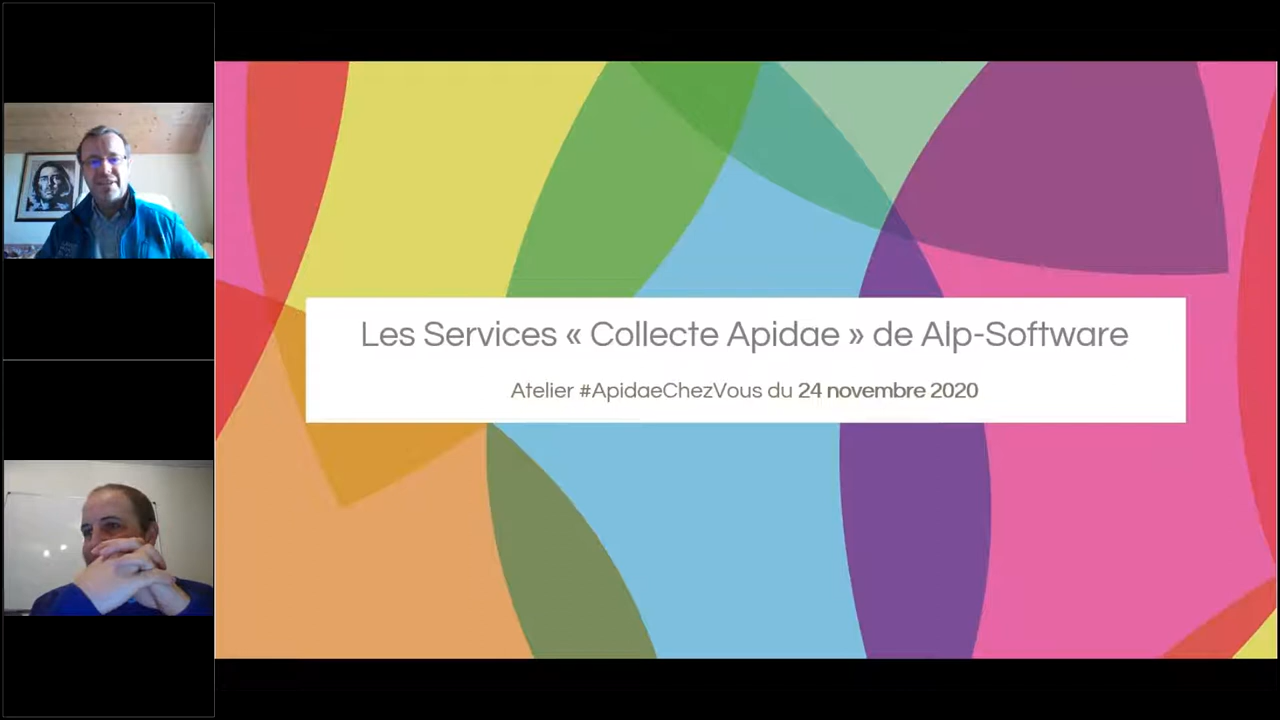 Les Services « Collecte Apidae » de Alp-Software
Atelier #ApidaeChezVous du 24 novembre 2020